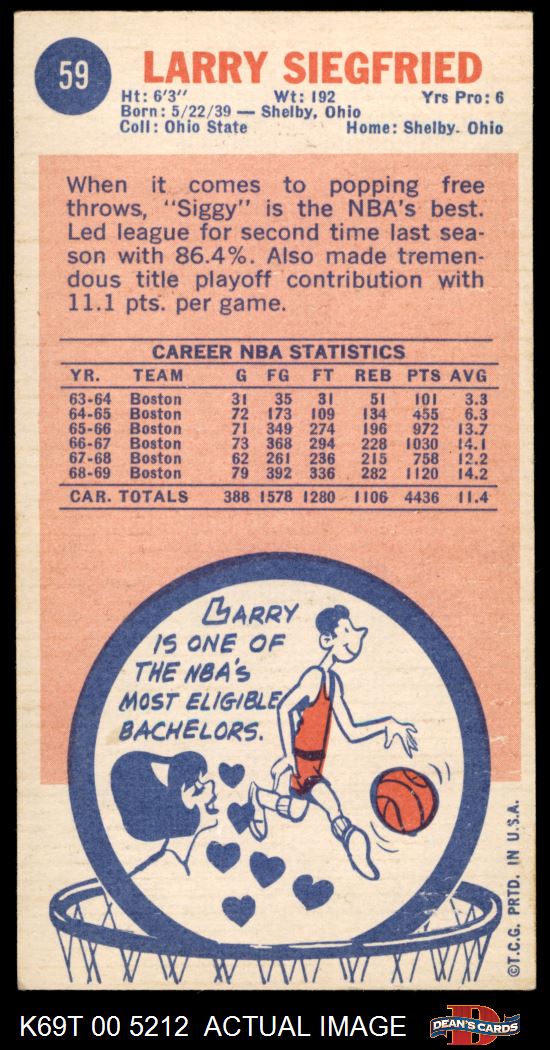 59
LARRY SIEGFRIED
Ht: 6'3" Wt: 192 Yrs Pro: 6
Born: 5/22/39 — Shelby, Ohio
Coll: Ohio State Home: Shelby. Ohio
When it comes to popping free
throws, "Siggy" is the NBA's best.
Led league for second time last sea-
son with 86.4%. Also made tremen-
dous title playoff contribution with
11.1 pts. per game.
CAREER NBA STATISTICS
YR. TEAM G FG FT REB PTS AVG
63-64 Boston 31 35 31 51 101 3.3
64-65 Boston 72 173 109 134 455 6.3
65-66 Boston 71 349 274 196 972 13.7
66-67 Boston 73 368 294 228 1030 14.1
67-68 Boston 62 261 236 215 758 12.2
68-69 Boston 79 392 336 282 1120 14.2
CAR. TOTALS 388 1578 1280 1106 4436 11.4
LARRY
IS ONE OF
THE NBA'S
MOST ELIGIBLE
BACHELORS.
©T.C.G. PRTD. IN U.S.A.
K69T 00 5212 ACTUAL IMAGE
D
DEAN'S CARDS